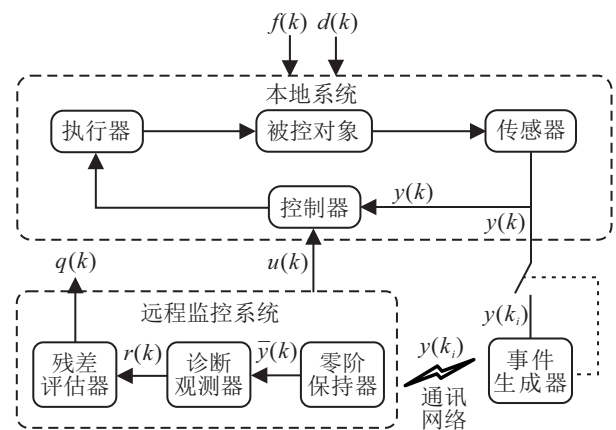 f(k) d(k)
本地系统
执行器
被控对象
传感器
控制器
y(k)
y(k)
q(k)
u(k)
远程监控系统
y(kᵢ)
残差
评估器
r(k)
诊断
观测器
ȳ(k)
零阶
保持器
y(kᵢ)
通讯
网络
事件
生成器